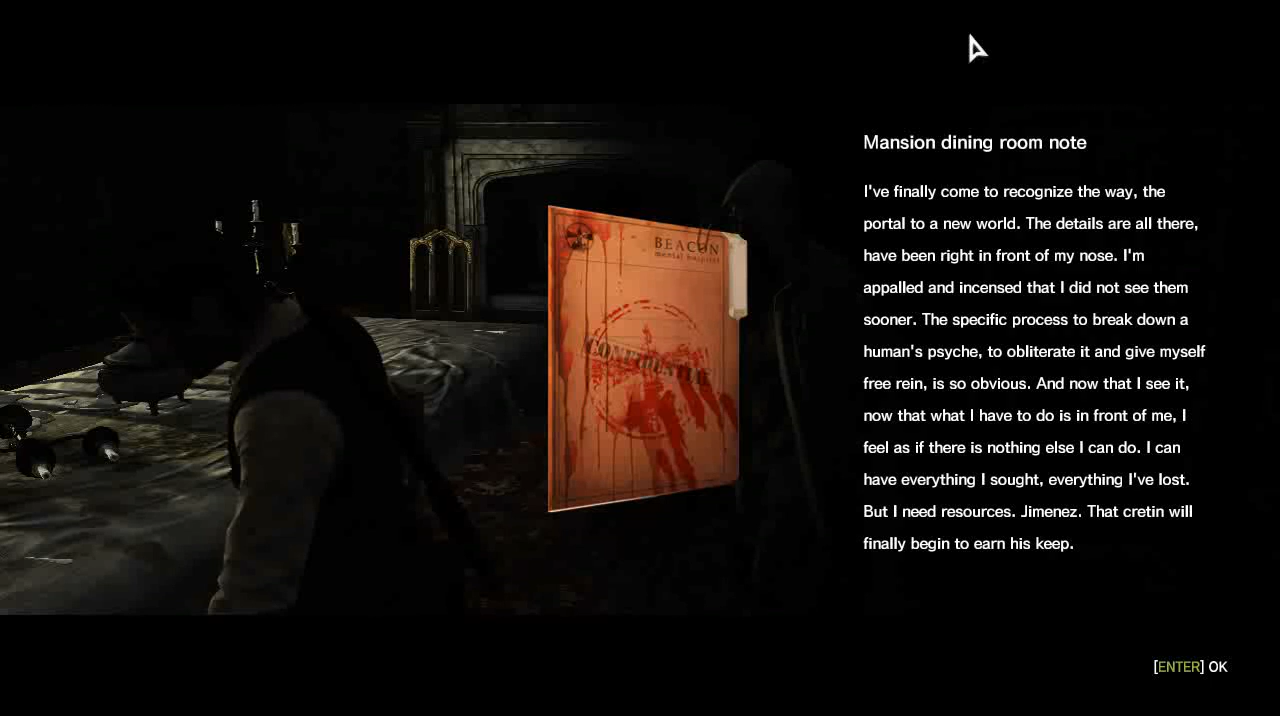 Mansion dining room note
I've finally come to recognize the way, the
portal to a new world. The details are all there,
have been right in front of my nose. I'm
appalled and incensed that I did not see them
sooner. The specific process to break down a
human's psyche, to obliterate it and give myself
free rein, is so obvious. And now that I see it,
now that what I have to do is in front of me, I
feel as if there is nothing else I can do. I can
have everything I sought, everything I've lost.
But I need resources. Jimenez. That cretin will
finally begin to earn his keep.
BEACON
mental hospital
CONFIDENTIAL
[ENTER] OK